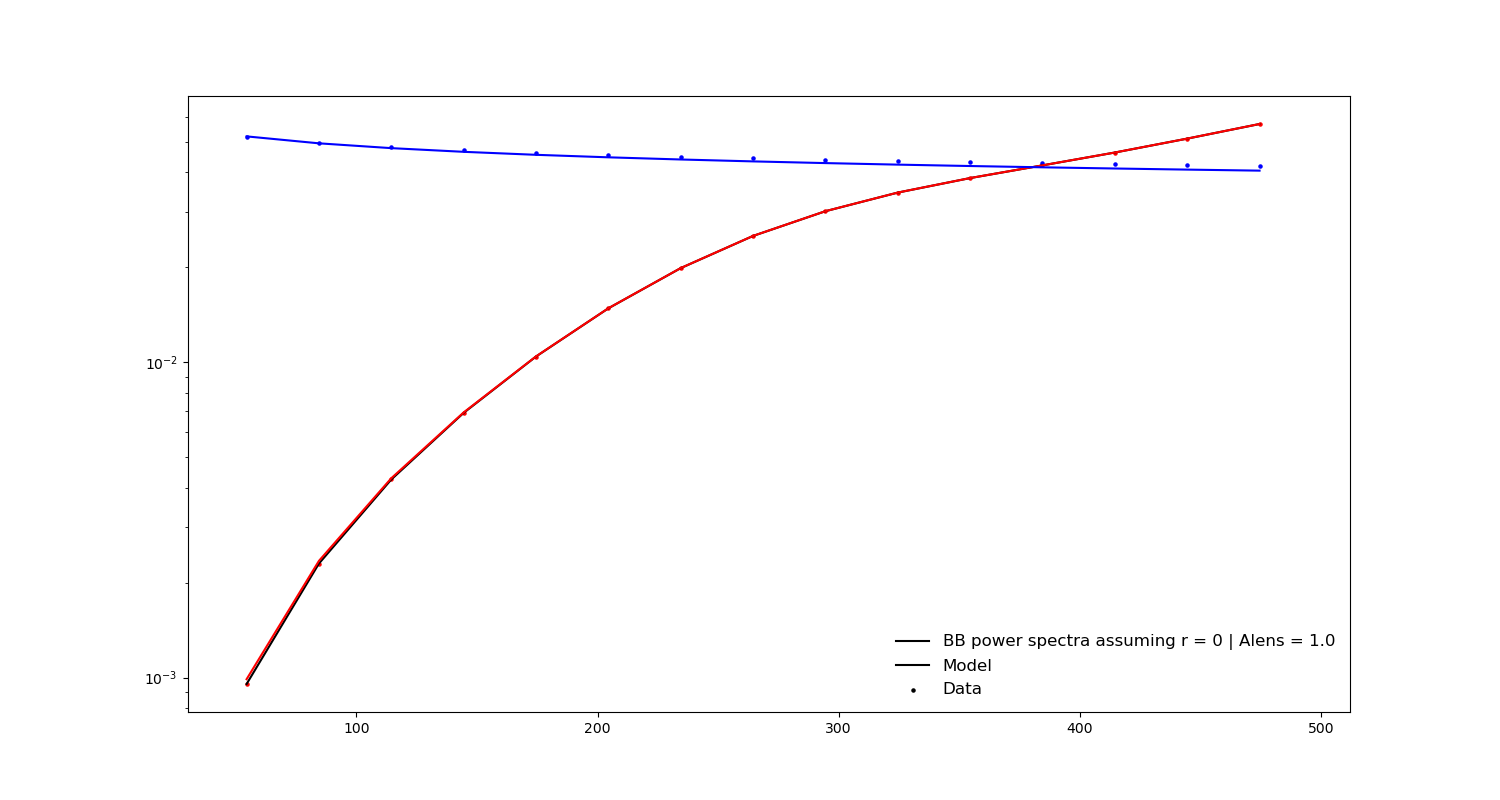 10⁻²
10⁻³
100
200
300
400
500
BB power spectra assuming r = 0 | Alens = 1.0
Model
Data